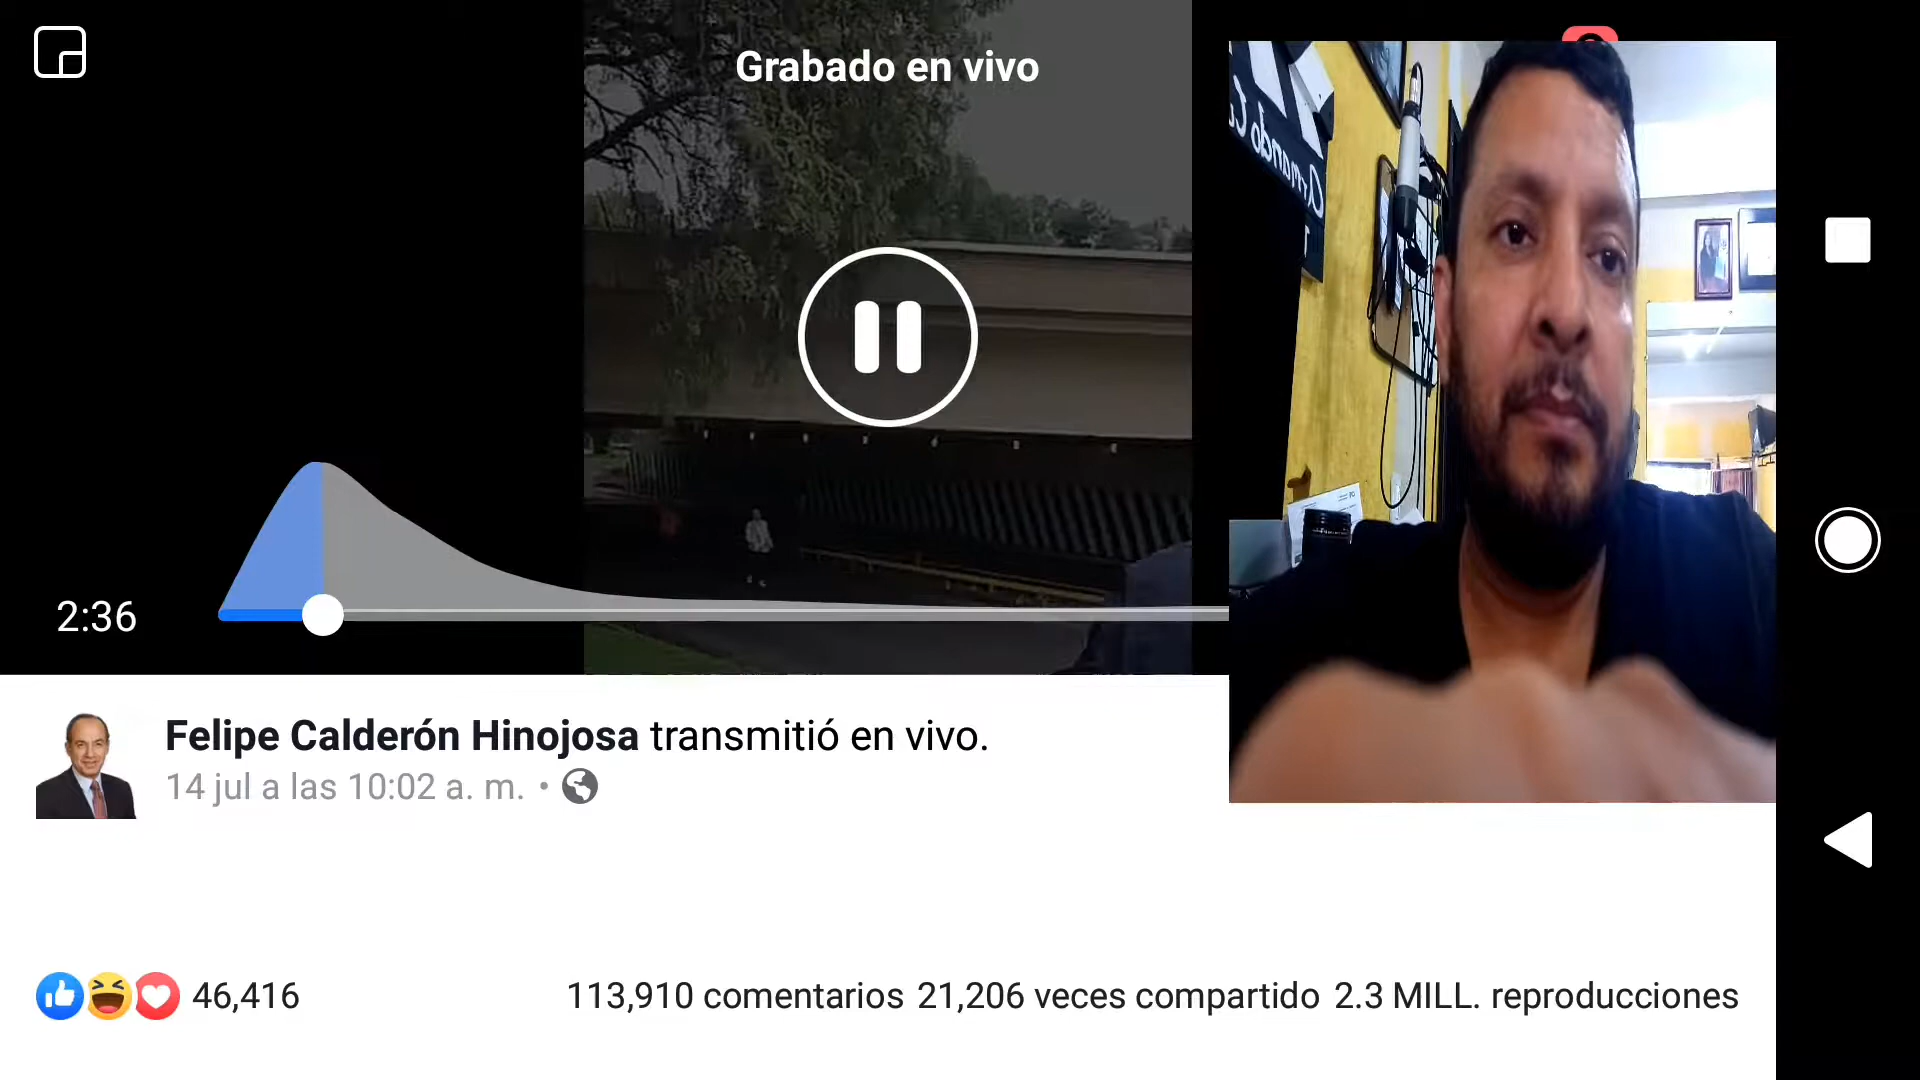 Grabado en vivo
2:36
Felipe Calderón Hinojosa transmitió en vivo.
14 jul a las 10:02 a. m. •
46,416
113,910 comentarios 21,206 veces compartido 2.3 MILL. reproducciones